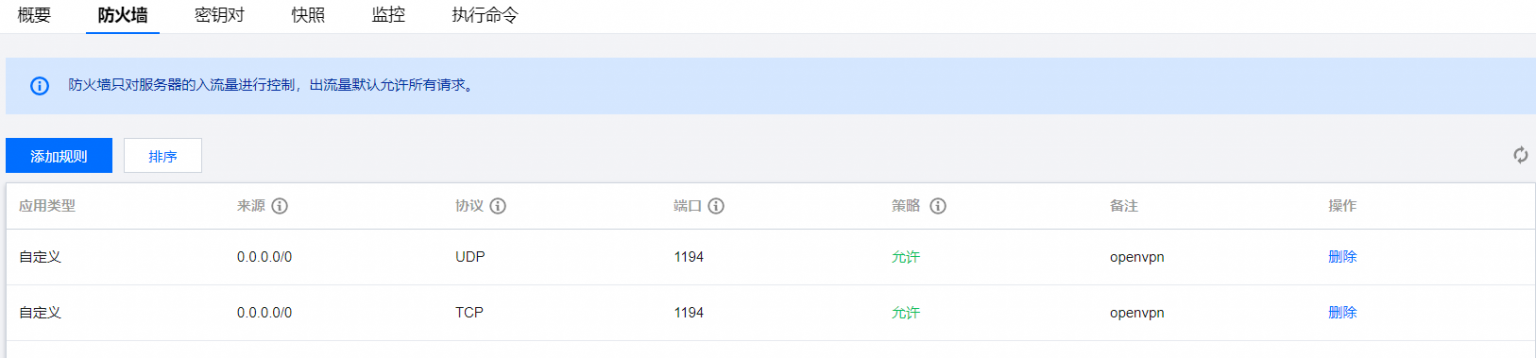 概要 防火墙 密钥对 快照 监控 执行命令
防火墙只对服务器的入流量进行控制，出流量默认允许所有请求。
添加规则 排序
应用类型 来源 协议 端口 策略 备注 操作
自定义 0.0.0.0/0 UDP 1194 允许 openvpn 删除
自定义 0.0.0.0/0 TCP 1194 允许 openvpn 删除